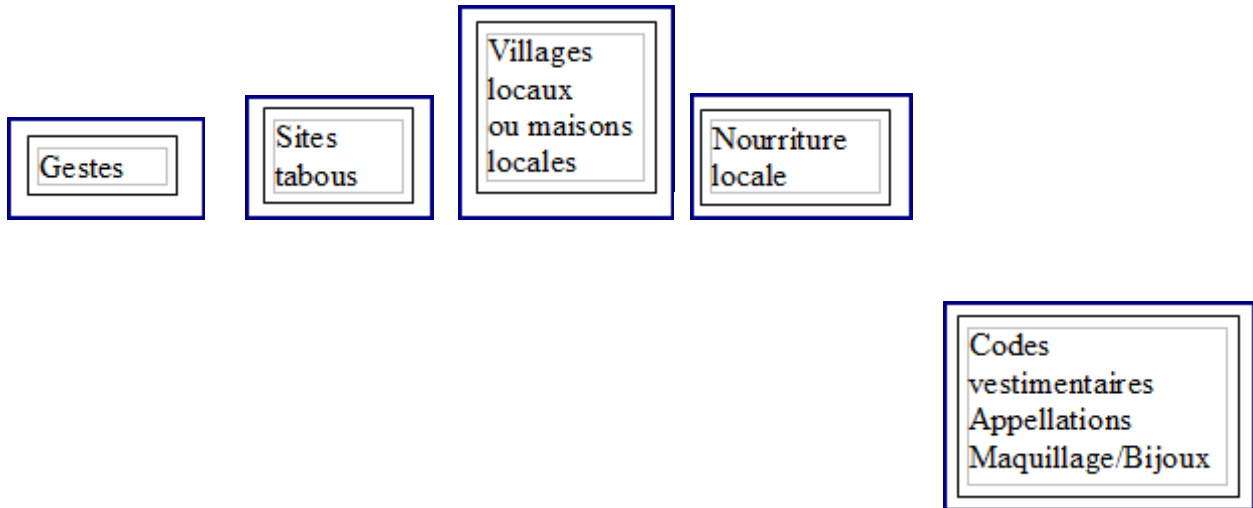 Gestes
Sites
tabous
Villages
locaux
ou maisons
locales
Nourriture
locale
Codes
vestimentaires
Appellations
Maquillage/Bijoux